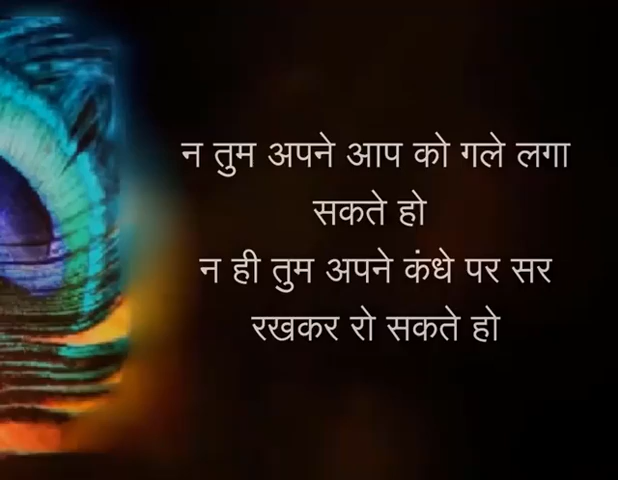 न तुम अपने आप को गले लगा
सकते हो
न ही तुम अपने कंधे पर सर
रखकर रो सकते हो